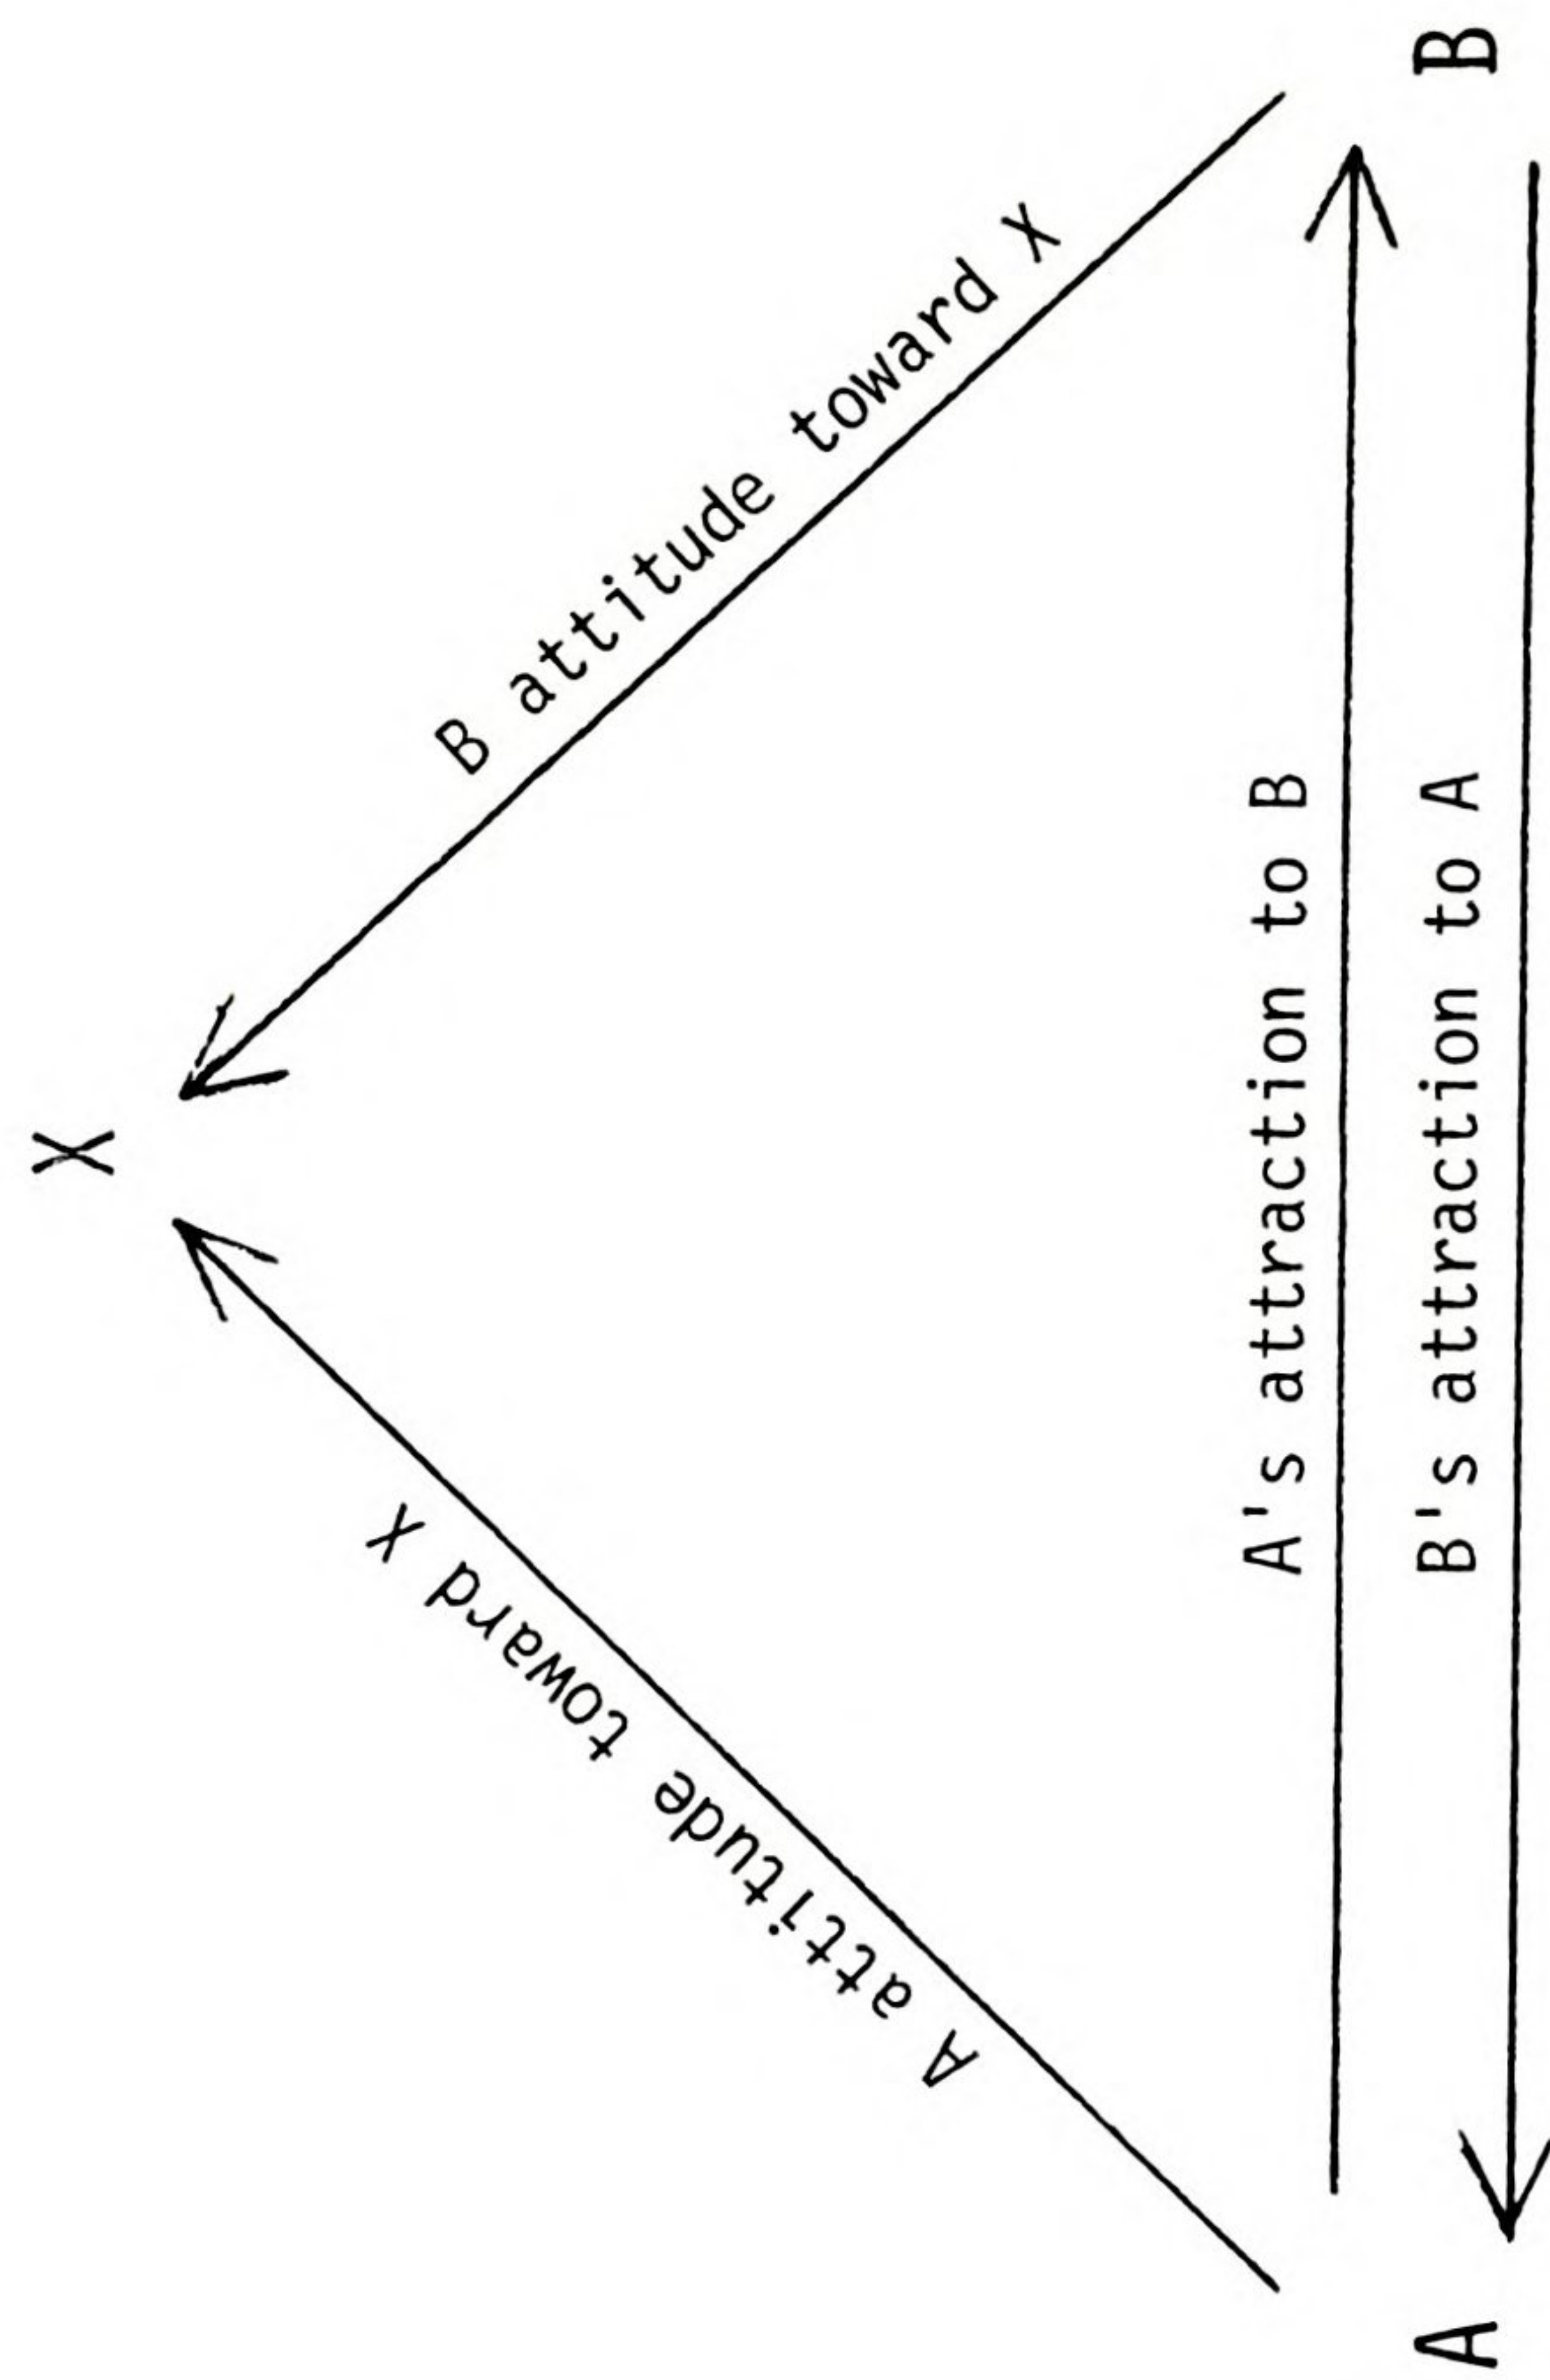 X
A attitude toward X
B attitude toward X
A's attraction to B
A
B
B's attraction to A